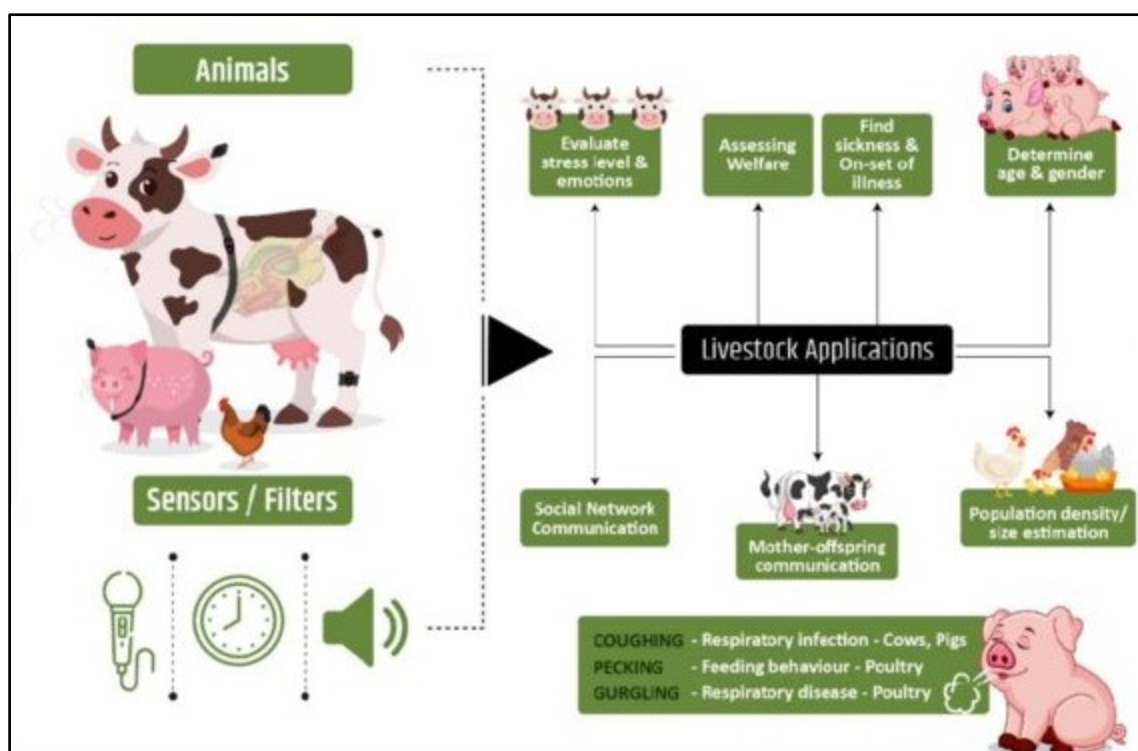 Animals
Evaluate
stress level &
emotions
Assessing
Welfare
Find
sickness &
On-set of
illness
Determine
age & gender
Livestock Applications
Sensors / Filters
Social Network
Communication
Mother-offspring
communication
Population density/
size estimation
COUGHING - Respiratory infection - Cows, Pigs
PECKING - Feeding behaviour - Poultry
GURGLING - Respiratory disease - Poultry